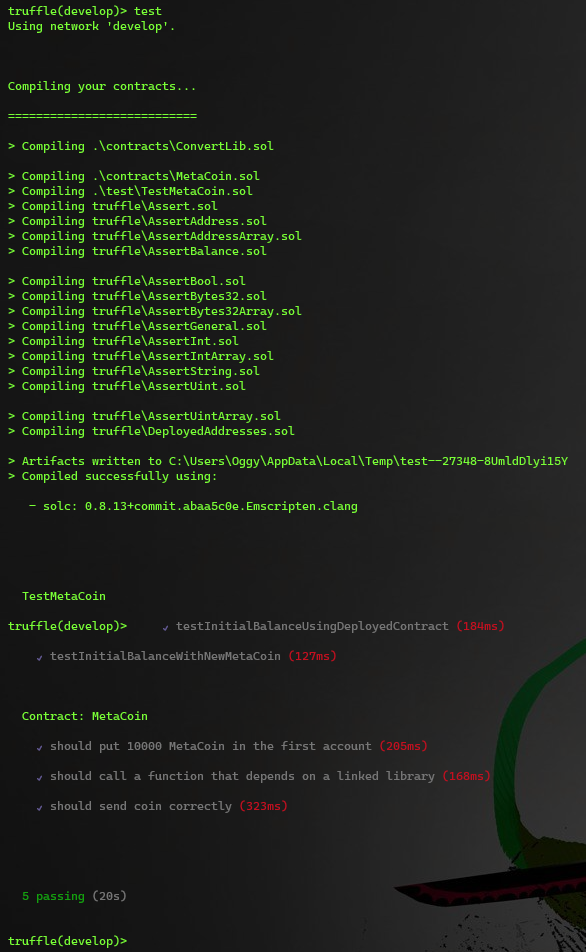 truffle(develop)> test
Using network 'develop'.
Compiling your contracts...
===========================
> Compiling .\contracts\ConvertLib.sol
> Compiling .\contracts\MetaCoin.sol
> Compiling .\test\TestMetaCoin.sol
> Compiling truffle\Assert.sol
> Compiling truffle\AssertAddress.sol
> Compiling truffle\AssertAddressArray.sol
> Compiling truffle\AssertBalance.sol
> Compiling truffle\AssertBool.sol
> Compiling truffle\AssertBytes32.sol
> Compiling truffle\AssertBytes32Array.sol
> Compiling truffle\AssertGeneral.sol
> Compiling truffle\AssertInt.sol
> Compiling truffle\AssertIntArray.sol
> Compiling truffle\AssertString.sol
> Compiling truffle\AssertUint.sol
> Compiling truffle\AssertUintArray.sol
> Compiling truffle\DeployedAddresses.sol
> Artifacts written to C:\Users\Oggy\AppData\Local\Temp\test--27348-8UmldDlyi15Y
> Compiled successfully using:
- solc: 0.8.13+commit.abaa5c0e.Emscripten.clang
TestMetaCoin
truffle(develop)> ✓ testInitialBalanceUsingDeployedContract (184ms)
✓ testInitialBalanceWithNewMetaCoin (127ms)
Contract: MetaCoin
✓ should put 10000 MetaCoin in the first account (205ms)
✓ should call a function that depends on a linked library (168ms)
✓ should send coin correctly (323ms)
5 passing (20s)
truffle(develop)>